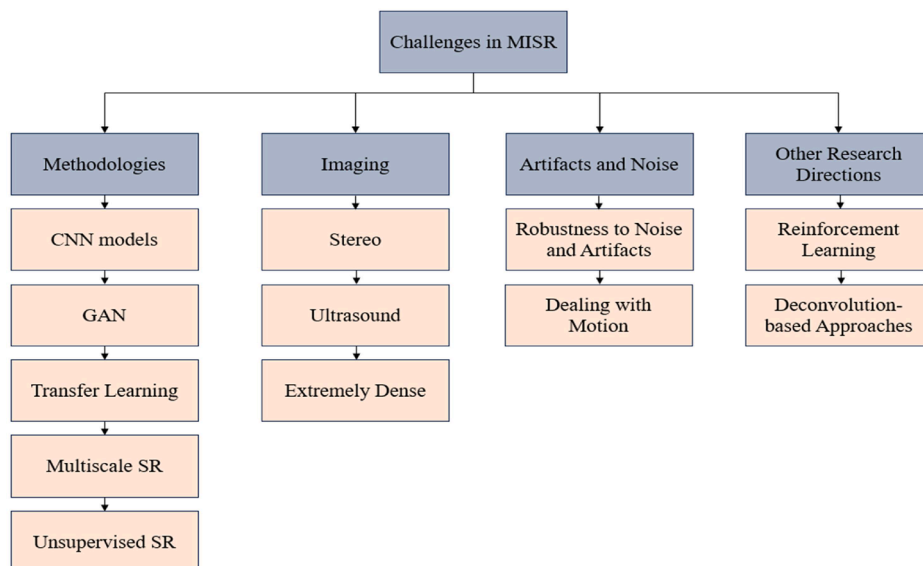 Challenges in MISR
Methodologies
CNN models
GAN
Transfer Learning
Multiscale SR
Unsupervised SR
Imaging
Stereo
Ultrasound
Extremely Dense
Artifacts and Noise
Robustness to Noise
and Artifacts
Dealing with
Motion
Other Research
Directions
Reinforcement
Learning
Deconvolution-
based Approaches